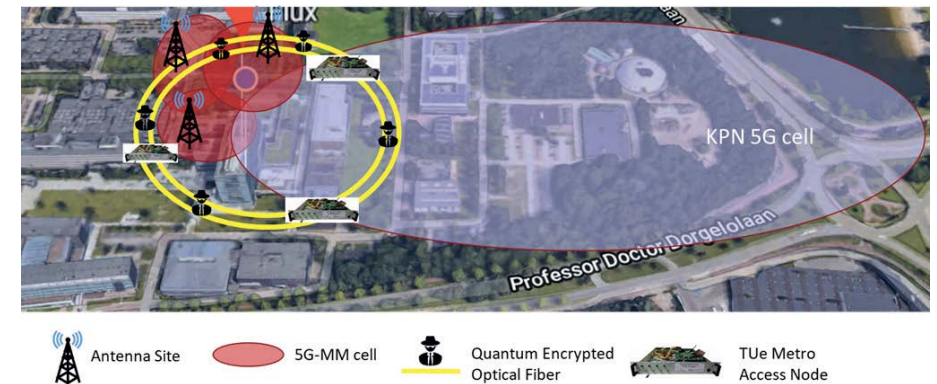 Flux
KPN 5G cell
Professor Doctor Dorgelolaan
Antenna Site
5G-MM cell
Quantum Encrypted
Optical Fiber
TUe Metro
Access Node